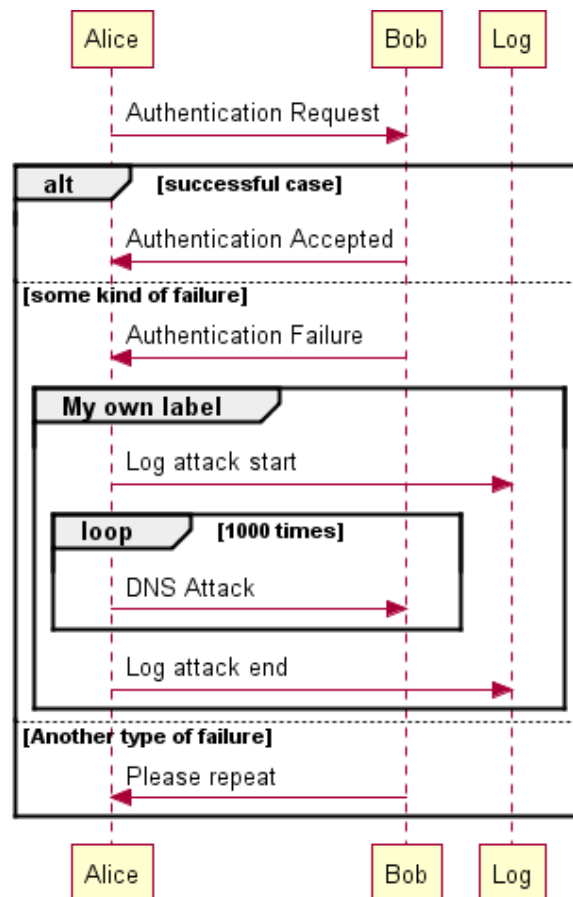 Alice Bob Log
Authentication Request
alt [successful case]
Authentication Accepted
[some kind of failure]
Authentication Failure
My own label
Log attack start
loop [1000 times]
DNS Attack
Log attack end
[Another type of failure]
Please repeat
Alice Bob Log